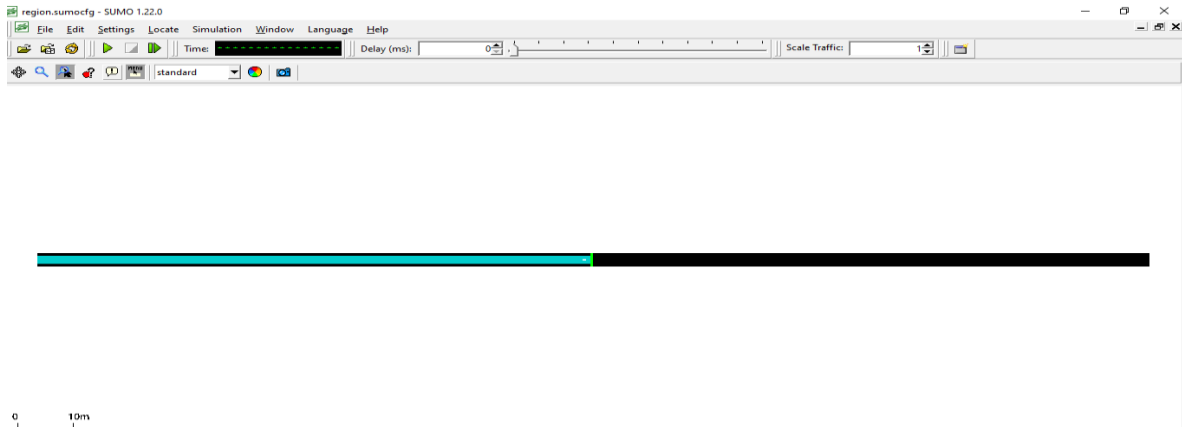 region.sumocfg - SUMO 1.22.0
File Edit Settings Locate Simulation Window Language Help
Time: Delay (ms): 0 Scale Traffic: 1
standard
0 10m